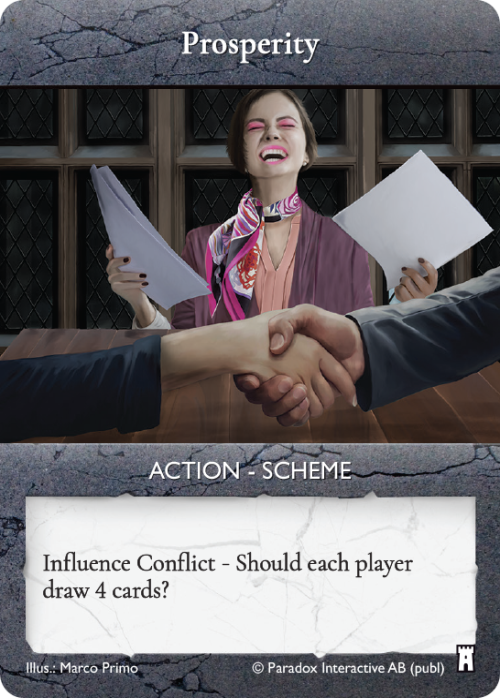 Prosperity
ACTION - SCHEME
Influence Conflict - Should each player
draw 4 cards?
Illus.: Marco Primo
© Paradox Interactive AB (publ)